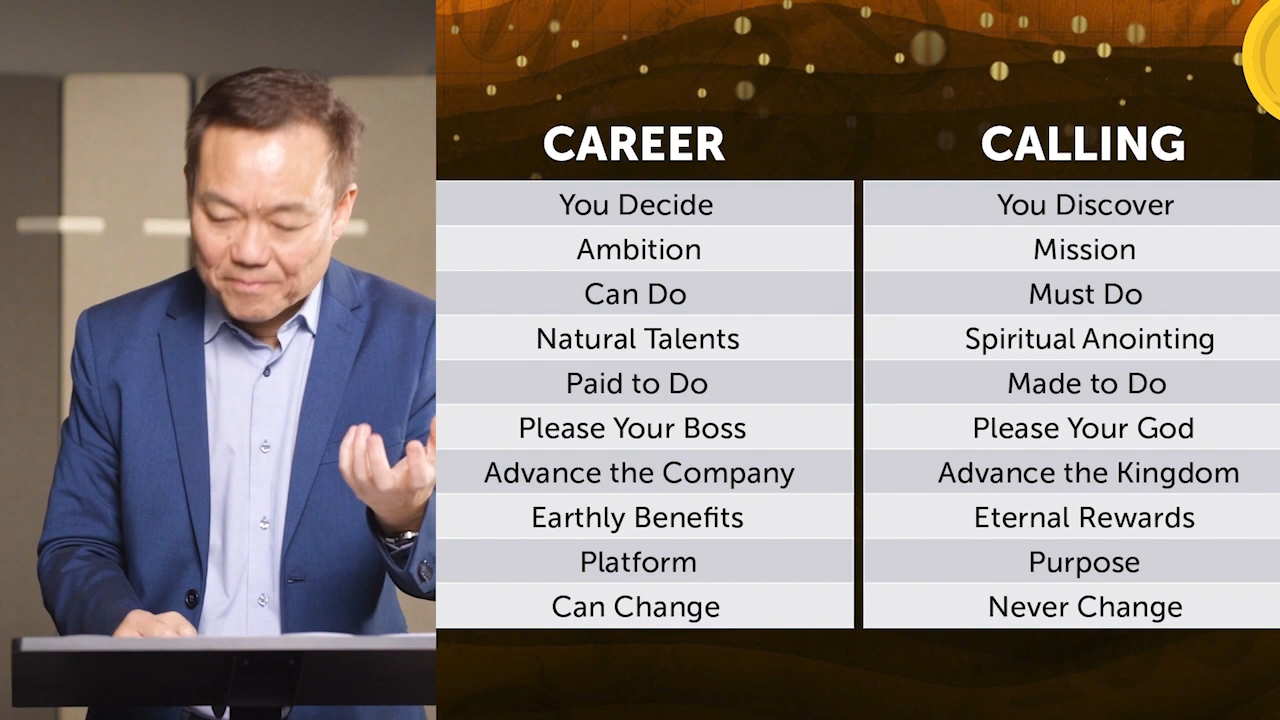 CAREER CALLING
You Decide You Discover
Ambition Mission
Can Do Must Do
Natural Talents Spiritual Anointing
Paid to Do Made to Do
Please Your Boss Please Your God
Advance the Company Advance the Kingdom
Earthly Benefits Eternal Rewards
Platform Purpose
Can Change Never Change